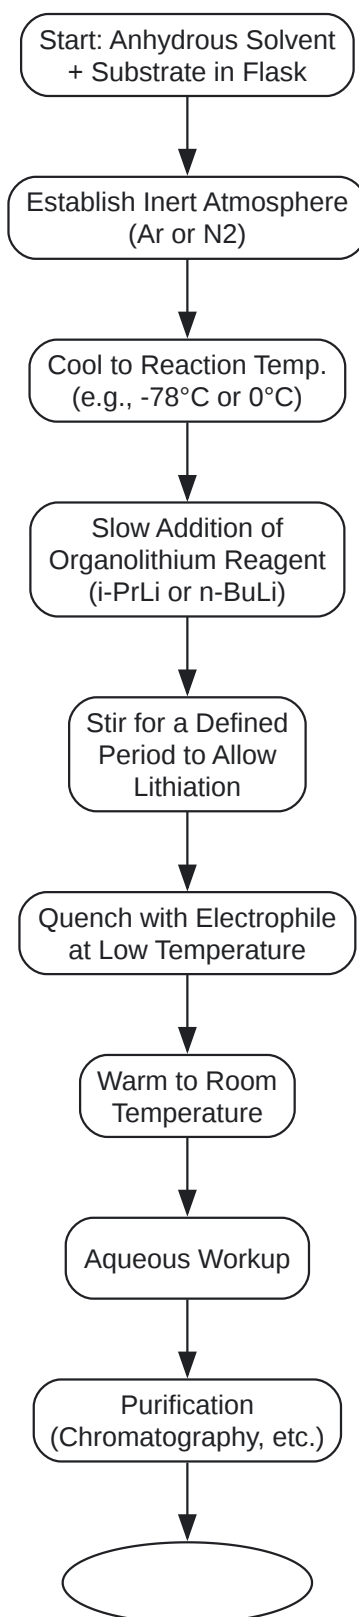 Start: Anhydrous Solvent
+ Substrate in Flask
Establish Inert Atmosphere
(Ar or N2)
Cool to Reaction Temp.
(e.g., -78°C or 0°C)
Slow Addition of
Organolithium Reagent
(i-PrLi or n-BuLi)
Stir for a Defined
Period to Allow
Lithiation
Quench with Electrophile
at Low Temperature
Warm to Room
Temperature
Aqueous Workup
Purification
(Chromatography, etc.)